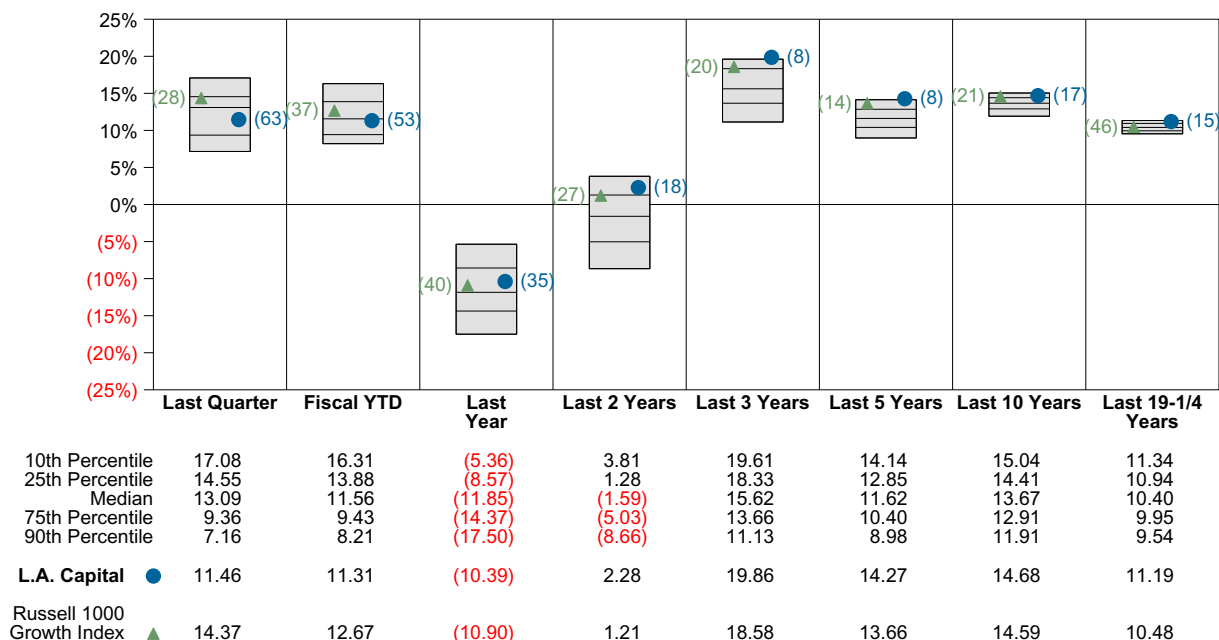 25%
20%
15%
10%
5%
0%
(5%)
(10%)
(15%)
(20%)
(25%)
(28) (63)
(37) (53)
(40) (35)
(27) (18)
(20) (8)
(14) (8)
(21) (17)
(46) (15)
Last Quarter Fiscal YTD Last Year Last 2 Years Last 3 Years Last 5 Years Last 10 Years Last 19-1/4 Years
10th Percentile 17.08 16.31 (5.36) 3.81 19.61 14.14 15.04 11.34
25th Percentile 14.55 13.88 (8.57) 1.28 18.33 12.85 14.41 10.94
Median 13.09 11.56 (11.85) (1.59) 15.62 11.62 13.67 10.40
75th Percentile 9.36 9.43 (14.37) (5.03) 13.66 10.40 12.91 9.95
90th Percentile 7.16 8.21 (17.50) (8.66) 11.13 8.98 11.91 9.54
L.A. Capital 11.46 11.31 (10.39) 2.28 19.86 14.27 14.68 11.19
Russell 1000
Growth Index 14.37 12.67 (10.90) 1.21 18.58 13.66 14.59 10.48